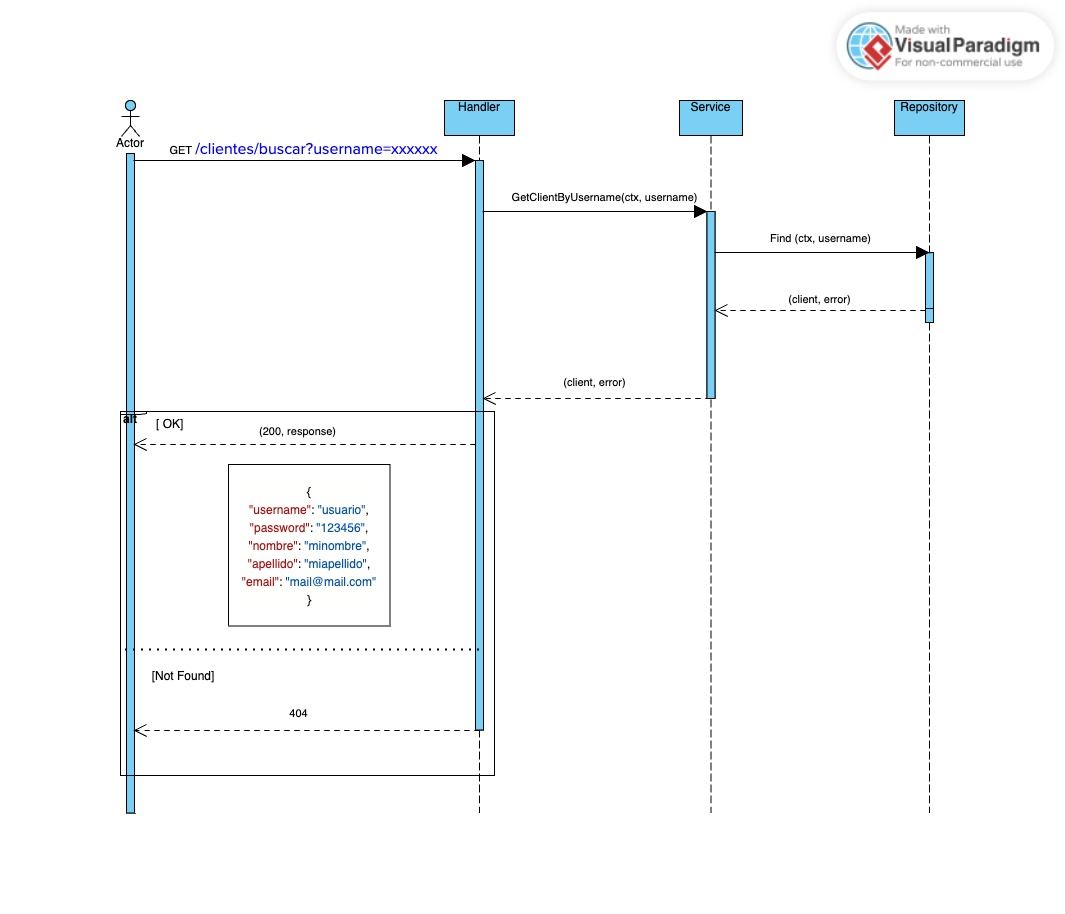 Made with
VisualParadigm
For non-commercial use
Handler
Service
Repository
Actor
GET /clientes/buscar?username=xxxxxx
GetClientByUsername(ctx, username)
Find (ctx, username)
(client, error)
(client, error)
alt
[ OK]
(200, response)
{
"username": "usuario",
"password": "123456",
"nombre": "minombre",
"apellido": "miapellido",
"email": "mail@mail.com"
}
[Not Found]
404